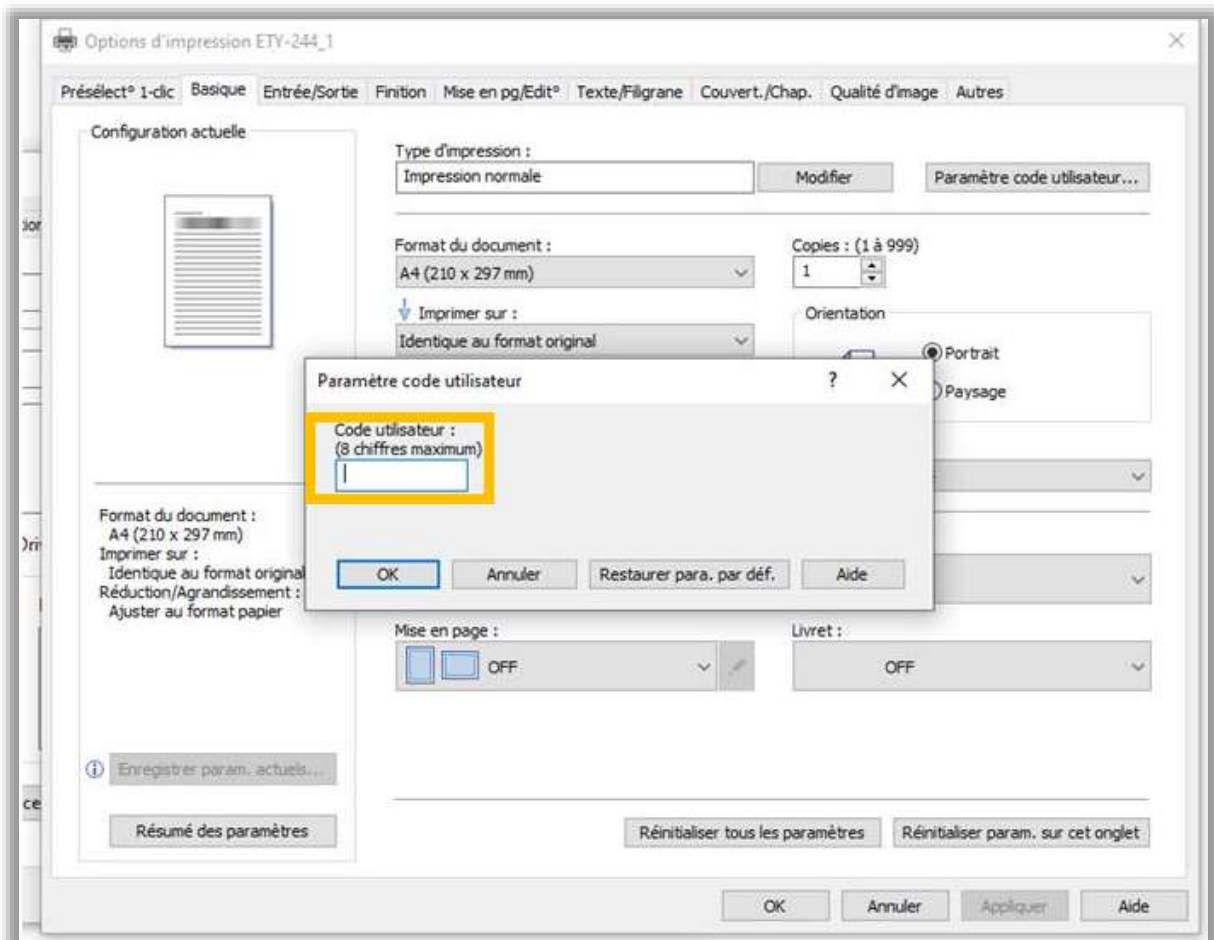 Options d'impression ETY-244_1
Présélect° 1-clic Basique Entrée/Sortie Finition Mise en pg/Edit° Texte/Filigrane Couvert./Chap. Qualité d'image Autres
Configuration actuelle
Type d'impression :
Impression normale Modifier Paramètre code utilisateur...
Format du document : Copies : (1 à 999)
A4 (210 x 297 mm) 1
Imprimer sur : Orientation
Identique au format original
Portrait
Paysage
Paramètre code utilisateur ?
Code utilisateur :
(8 chiffres maximum)
OK Annuler Restaurer para. par déf. Aide
Format du document :
A4 (210 x 297 mm)
Imprimer sur :
Identique au format original
Réduction/Agrandissement :
Ajuster au format papier
Mise en page : Livret :
OFF OFF
Enregistrer param. actuels...
Résumé des paramètres Réinitialiser tous les paramètres Réinitialiser param. sur cet onglet
OK Annuler Appliquer Aide